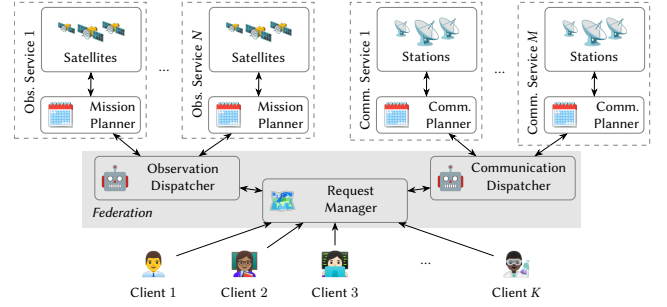 Obs. Service 1
Satellites
Mission
Planner
...
Obs. Service N
Satellites
Mission
Planner
Comm. Service 1
Stations
Comm.
Planner
...
Comm. Service M
Stations
Comm.
Planner
Observation
Dispatcher
Communication
Dispatcher
Federation
Request
Manager
Client 1
Client 2
Client 3
...
Client K